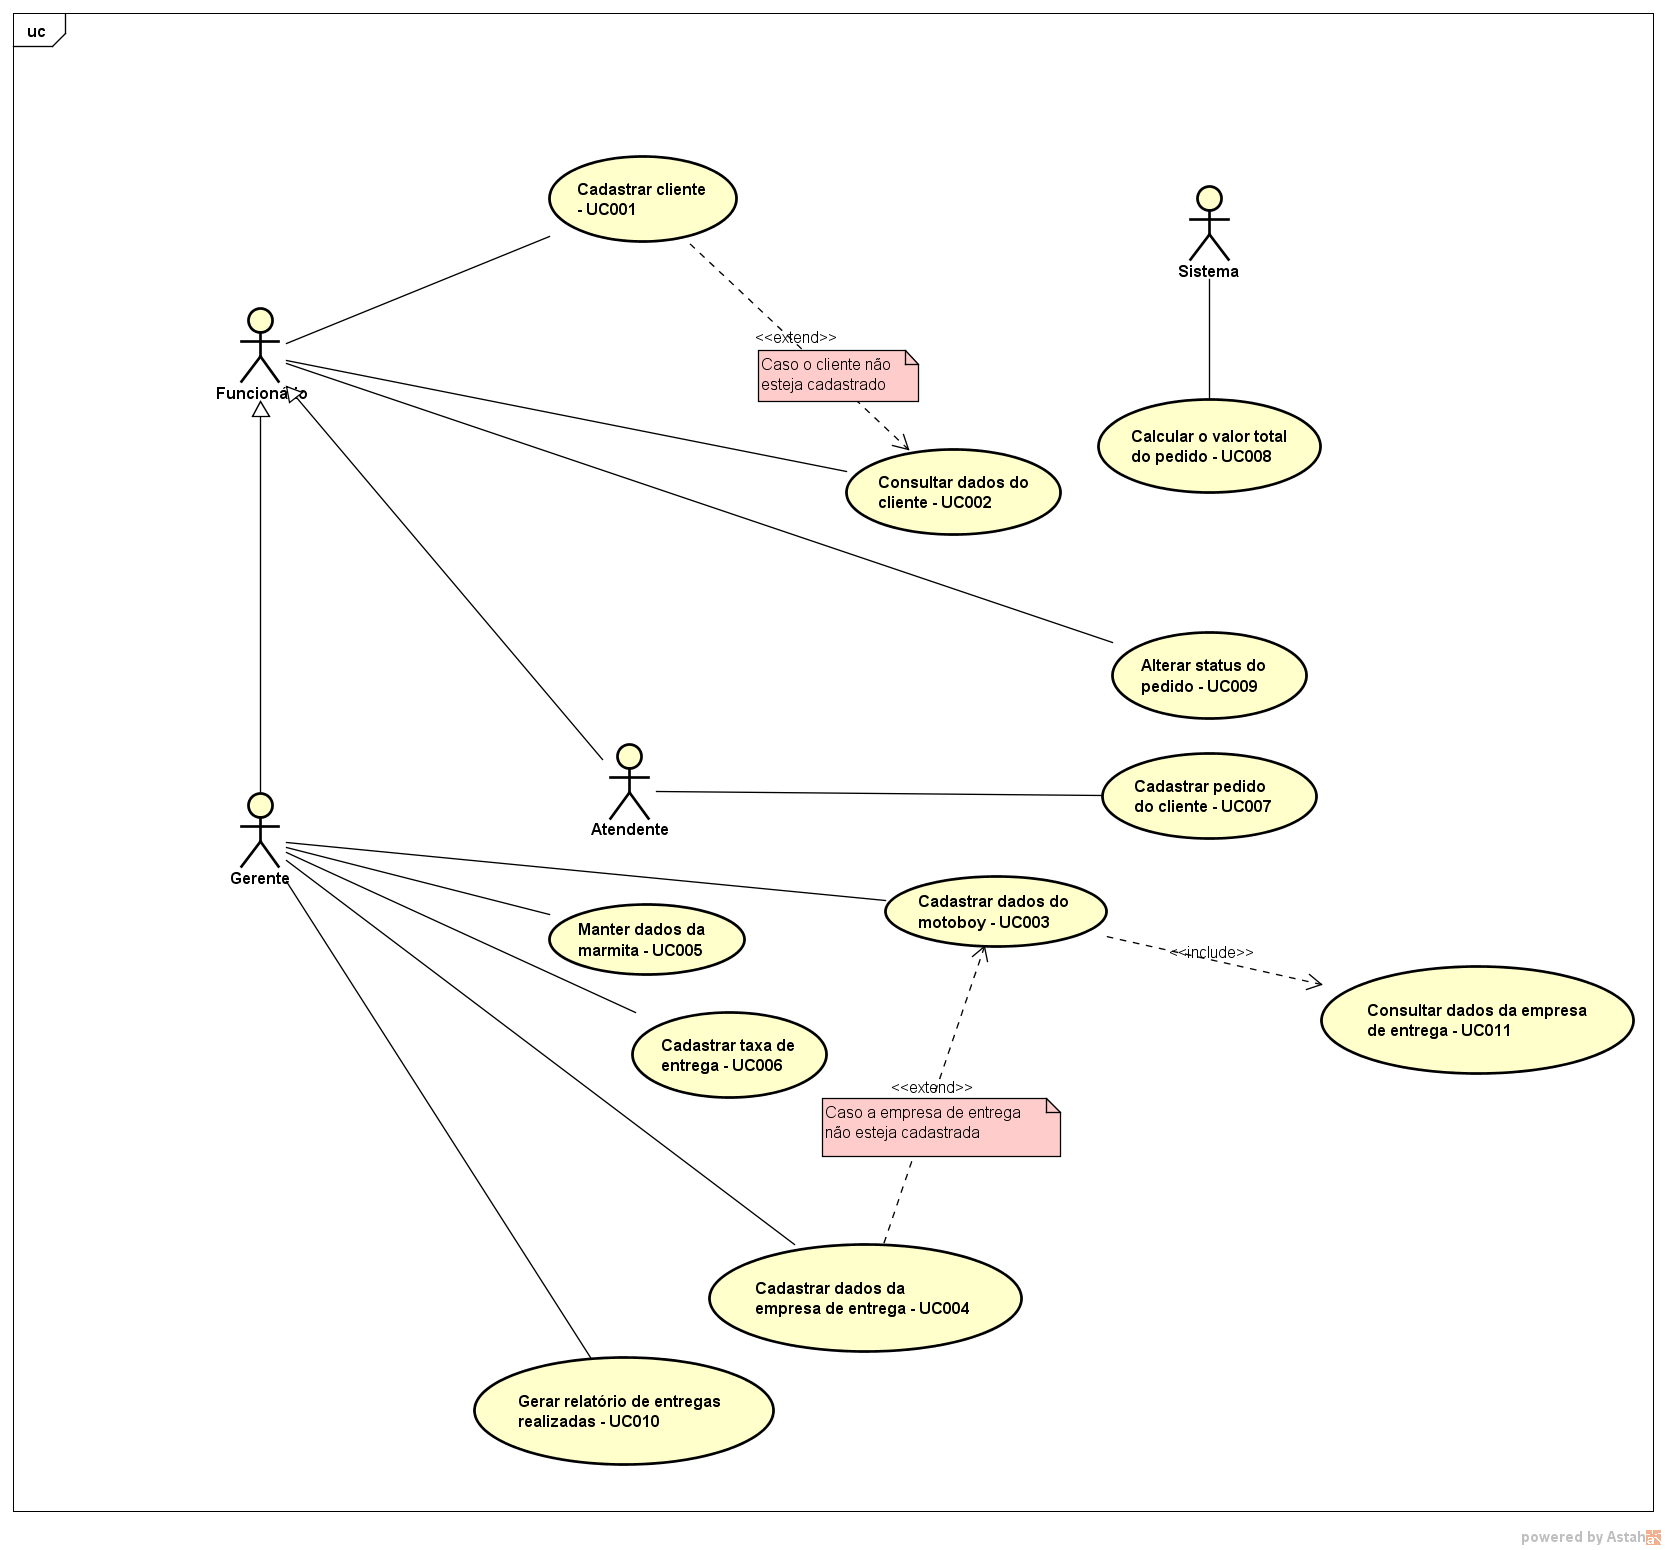 uc
Cadastrar cliente
- UC001
Sistema
<<extend>>
Caso o cliente não
esteja cadastrado
Funcionário
Calcular o valor total
do pedido - UC008
Consultar dados do
cliente - UC002
Alterar status do
pedido - UC009
Cadastrar pedido
do cliente - UC007
Atendente
Gerente
Cadastrar dados do
motoboy - UC003
Manter dados da
marmita - UC005
<<include>>
Consultar dados da empresa
de entrega - UC011
Cadastrar taxa de
entrega - UC006
<<extend>>
Caso a empresa de entrega
não esteja cadastrada
Cadastrar dados da
empresa de entrega - UC004
Gerar relatório de entregas
realizadas - UC010
powered by Astah